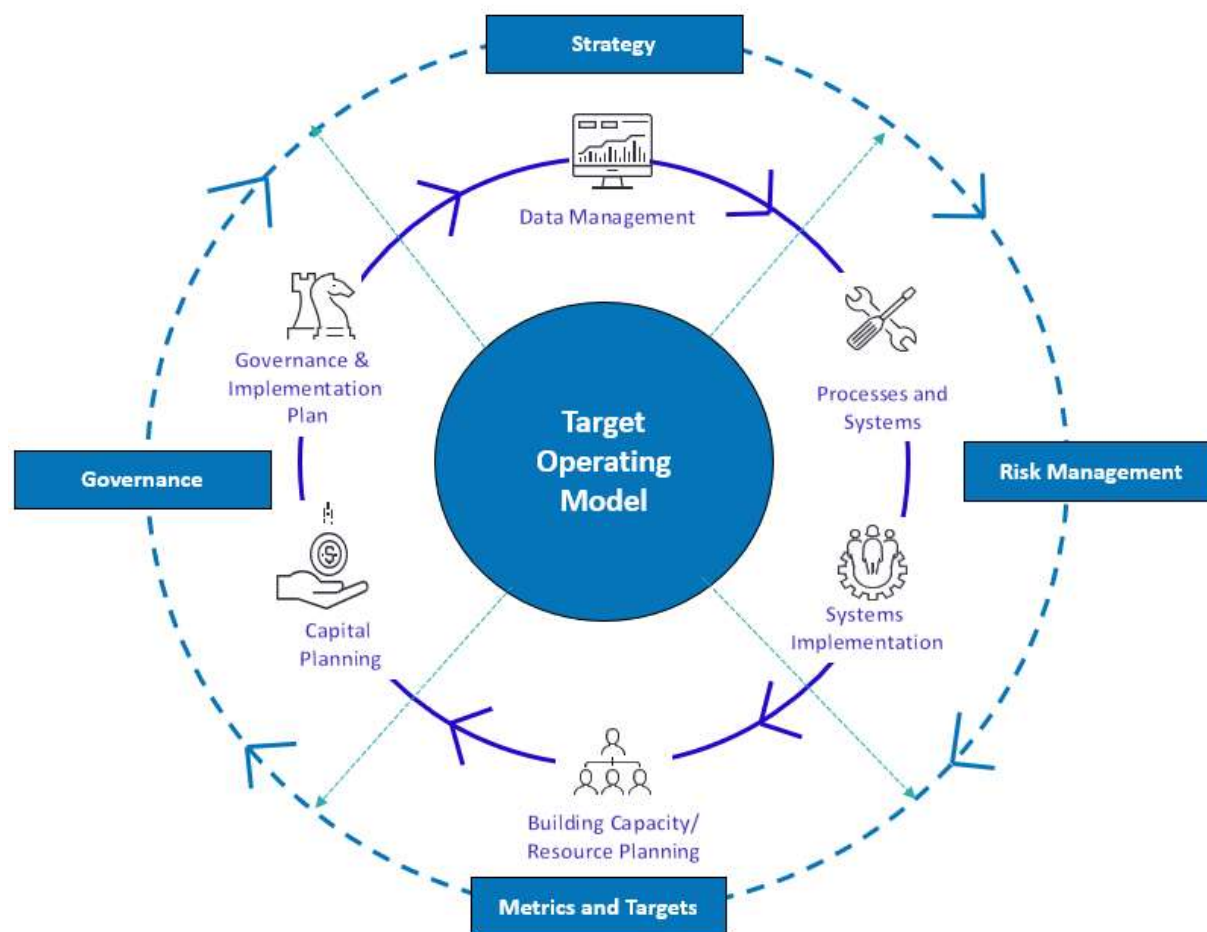 Strategy
Data Management
Governance &
Implementation
Plan
Processes and
Systems
Target
Operating
Model
Governance
Risk Management
Capital
Planning
Systems
Implementation
Building Capacity/
Resource Planning
Metrics and Targets